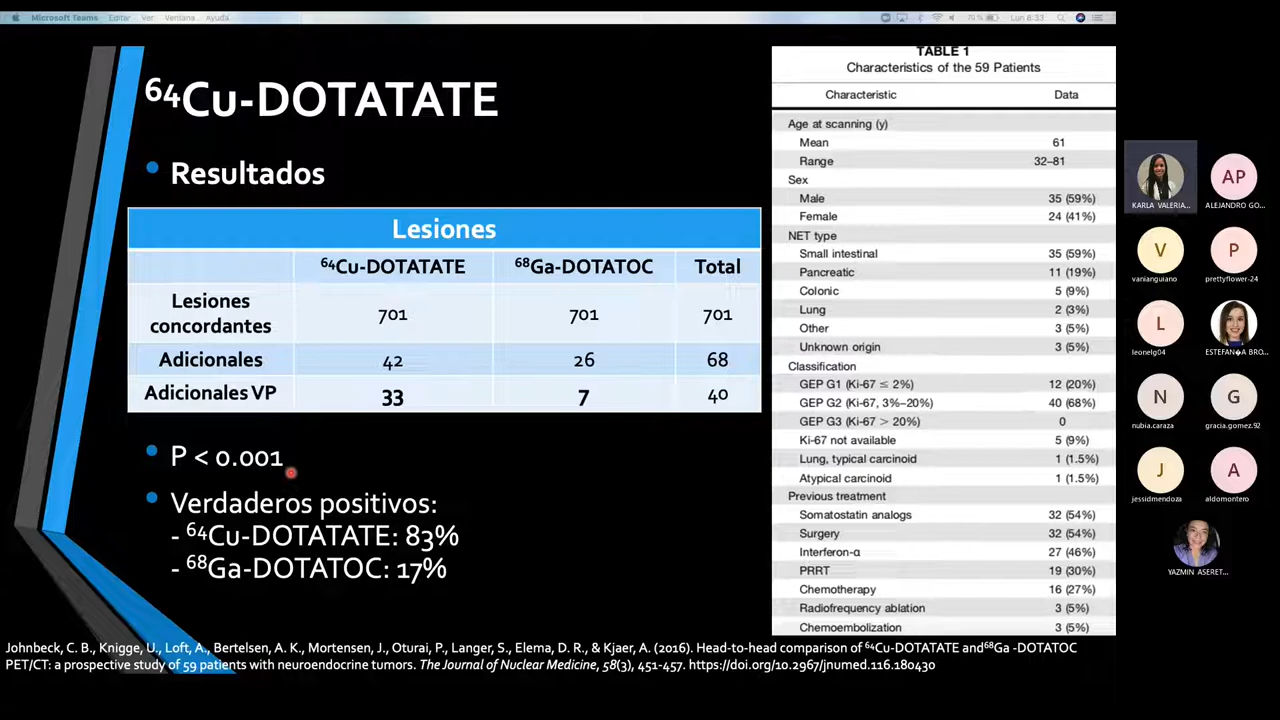 Microsoft Teams Editar Ver Ventana Ayuda 79 % Lun 6:33
⁶⁴Cu-DOTATATE
• Resultados
Lesiones
⁶⁴Cu-DOTATATE ⁶⁸Ga-DOTATOC Total
Lesiones
concordantes 701 701 701
Adicionales 42 26 68
Adicionales VP 33 7 40
• P < 0.001
• Verdaderos positivos:
- ⁶⁴Cu-DOTATATE: 83%
- ⁶⁸Ga-DOTATOC: 17%
TABLE 1
Characteristics of the 59 Patients
Characteristic Data
Age at scanning (y)
Mean 61
Range 32–81
Sex
Male 35 (59%)
Female 24 (41%)
NET type
Small intestinal 35 (59%)
Pancreatic 11 (19%)
Colonic 5 (9%)
Lung 2 (3%)
Other 3 (5%)
Unknown origin 3 (5%)
Classification
GEP G1 (Ki-67 ≤ 2%) 12 (20%)
GEP G2 (Ki-67, 3%–20%) 40 (68%)
GEP G3 (Ki-67 > 20%) 0
Ki-67 not available 5 (9%)
Lung, typical carcinoid 1 (1.5%)
Atypical carcinoid 1 (1.5%)
Previous treatment
Somatostatin analogs 32 (54%)
Surgery 32 (54%)
Interferon-α 27 (46%)
PRRT 19 (30%)
Chemotherapy 16 (27%)
Radiofrequency ablation 3 (5%)
Chemoembolization 3 (5%)
Johnbeck, C. B., Knigge, U., Loft, A., Bertelsen, A. K., Mortensen, J., Oturai, P., Langer, S., Elema, D. R., & Kjaer, A. (2016). Head-to-head comparison of ⁶⁴Cu-DOTATATE and⁶⁸Ga -DOTATOC
PET/CT: a prospective study of 59 patients with neuroendocrine tumors. The Journal of Nuclear Medicine, 58(3), 451-457. https://doi.org/10.2967/jnumed.116.180430
KARLA VALERIA...
AP
ALEJANDRO GO...
V
vanianguiano
P
prettyflower-24
L
leonelg04
ESTEFAN�A BRO...
N
nubia.caraza
G
gracia.gomez.92
J
jessidmendoza
A
aldomontero
YAZMIN ASERET...